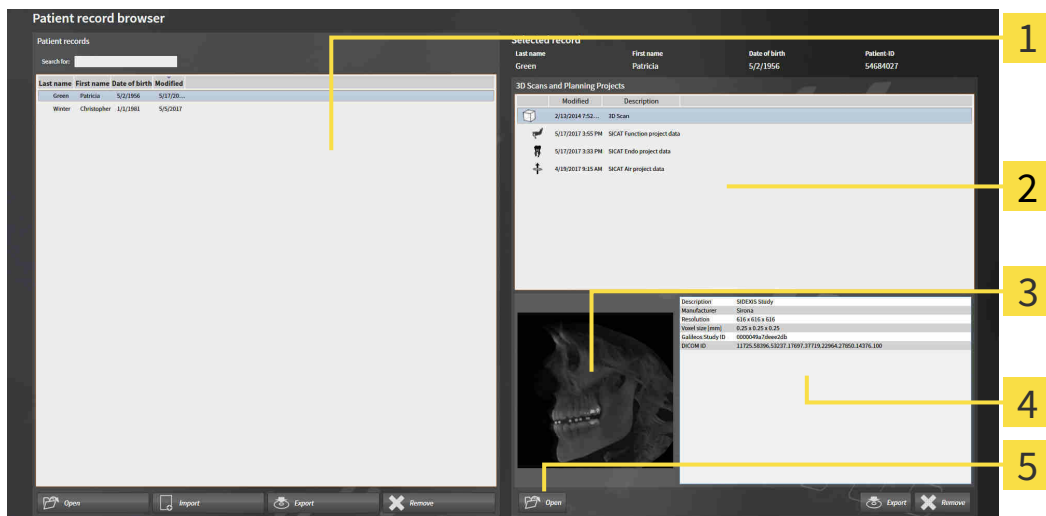 Patient record browser
Patient records
Search for:
Last name First name Date of birth Modified
Green Patricia 5/2/1956 5/17/20...
Winter Christopher 1/1/1981 5/5/2017
Open Import Export Remove
Selected record
Last name First name Date of birth Patient-ID
Green Patricia 5/2/1956 54684027
3D Scans and Planning Projects
Modified Description
2/13/2014 7:52... 3D Scan
5/17/2017 3:55 PM SICAT Function project data
5/17/2017 3:33 PM SICAT Endo project data
4/19/2017 9:15 AM SICAT Air project data
Description SIDEXIS Study
Manufacturer Sirona
Resolution 616 x 616 x 616
Voxel size [mm] 0.25 x 0.25 x 0.25
Galileos Study ID 0000049a7deee2db
DICOM ID 11725.58396.53237.17697.37719.22964.27850.14376.100
Open Export Remove
1
2
3
4
5